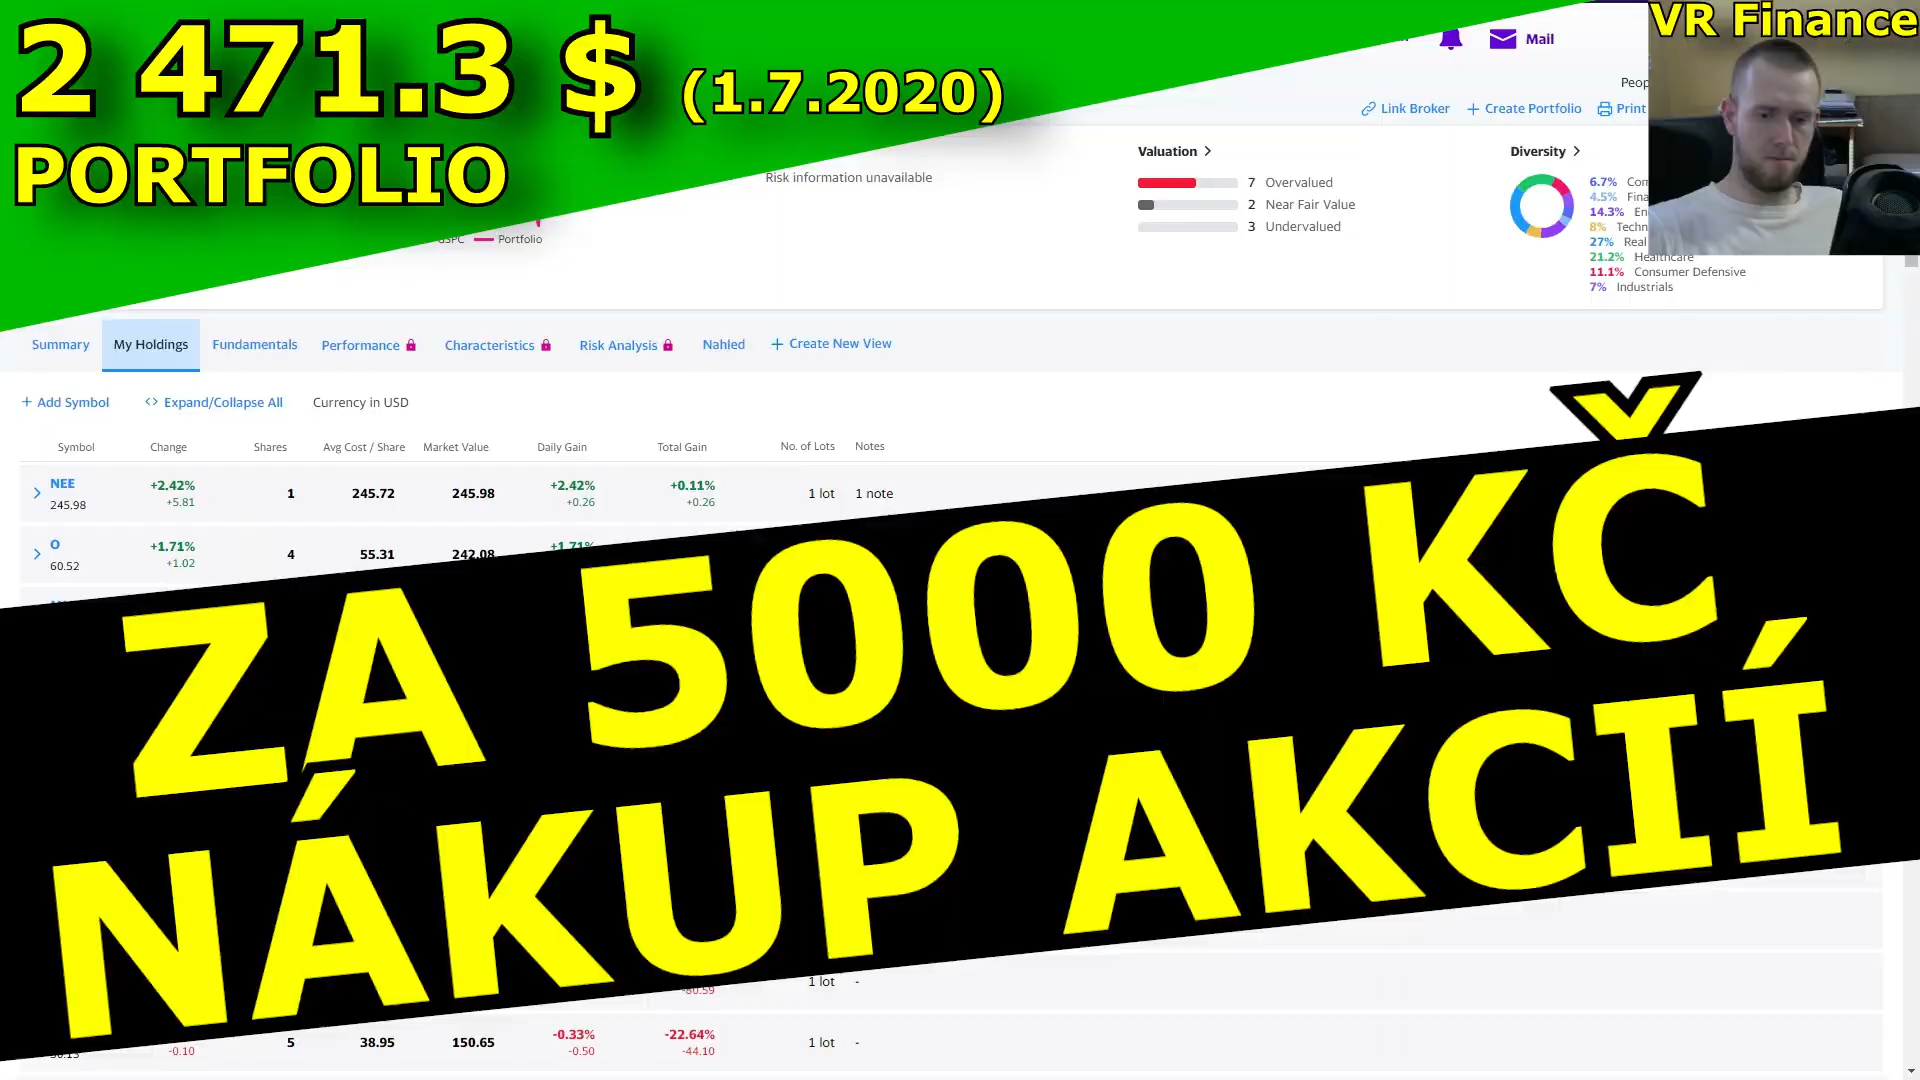 2 471.3 $ (1.7.2020)
PORTFOLIO
VR Finance
Mail
Link Broker
Create Portfolio
Print
Risk information unavailable
Portfolio
Valuation
7 Overvalued
2 Near Fair Value
3 Undervalued
Diversity
6.7%
4.5%
14.3%
8%
27% Real
21.2% Healthcare
11.1% Consumer Defensive
7% Industrials
Summary My Holdings Fundamentals Performance Characteristics Risk Analysis Nahled + Create New View
+ Add Symbol <> Expand/Collapse All Currency in USD
Symbol Change Shares Avg Cost / Share Market Value Daily Gain Total Gain No. of Lots Notes
NEE +2.42% 1 245.72 245.98 +2.42% +0.11% 1 lot 1 note
245.98 +5.81 +0.26 +0.26
O +1.71% 4 55.31 242.08 +1.71%
60.52 +1.02
ZA 5000 KČ
NÁKUP AKCIÍ
1 lot -
5 38.95 150.65 -0.33% -22.64% 1 lot -
-0.10 -0.50 -44.10